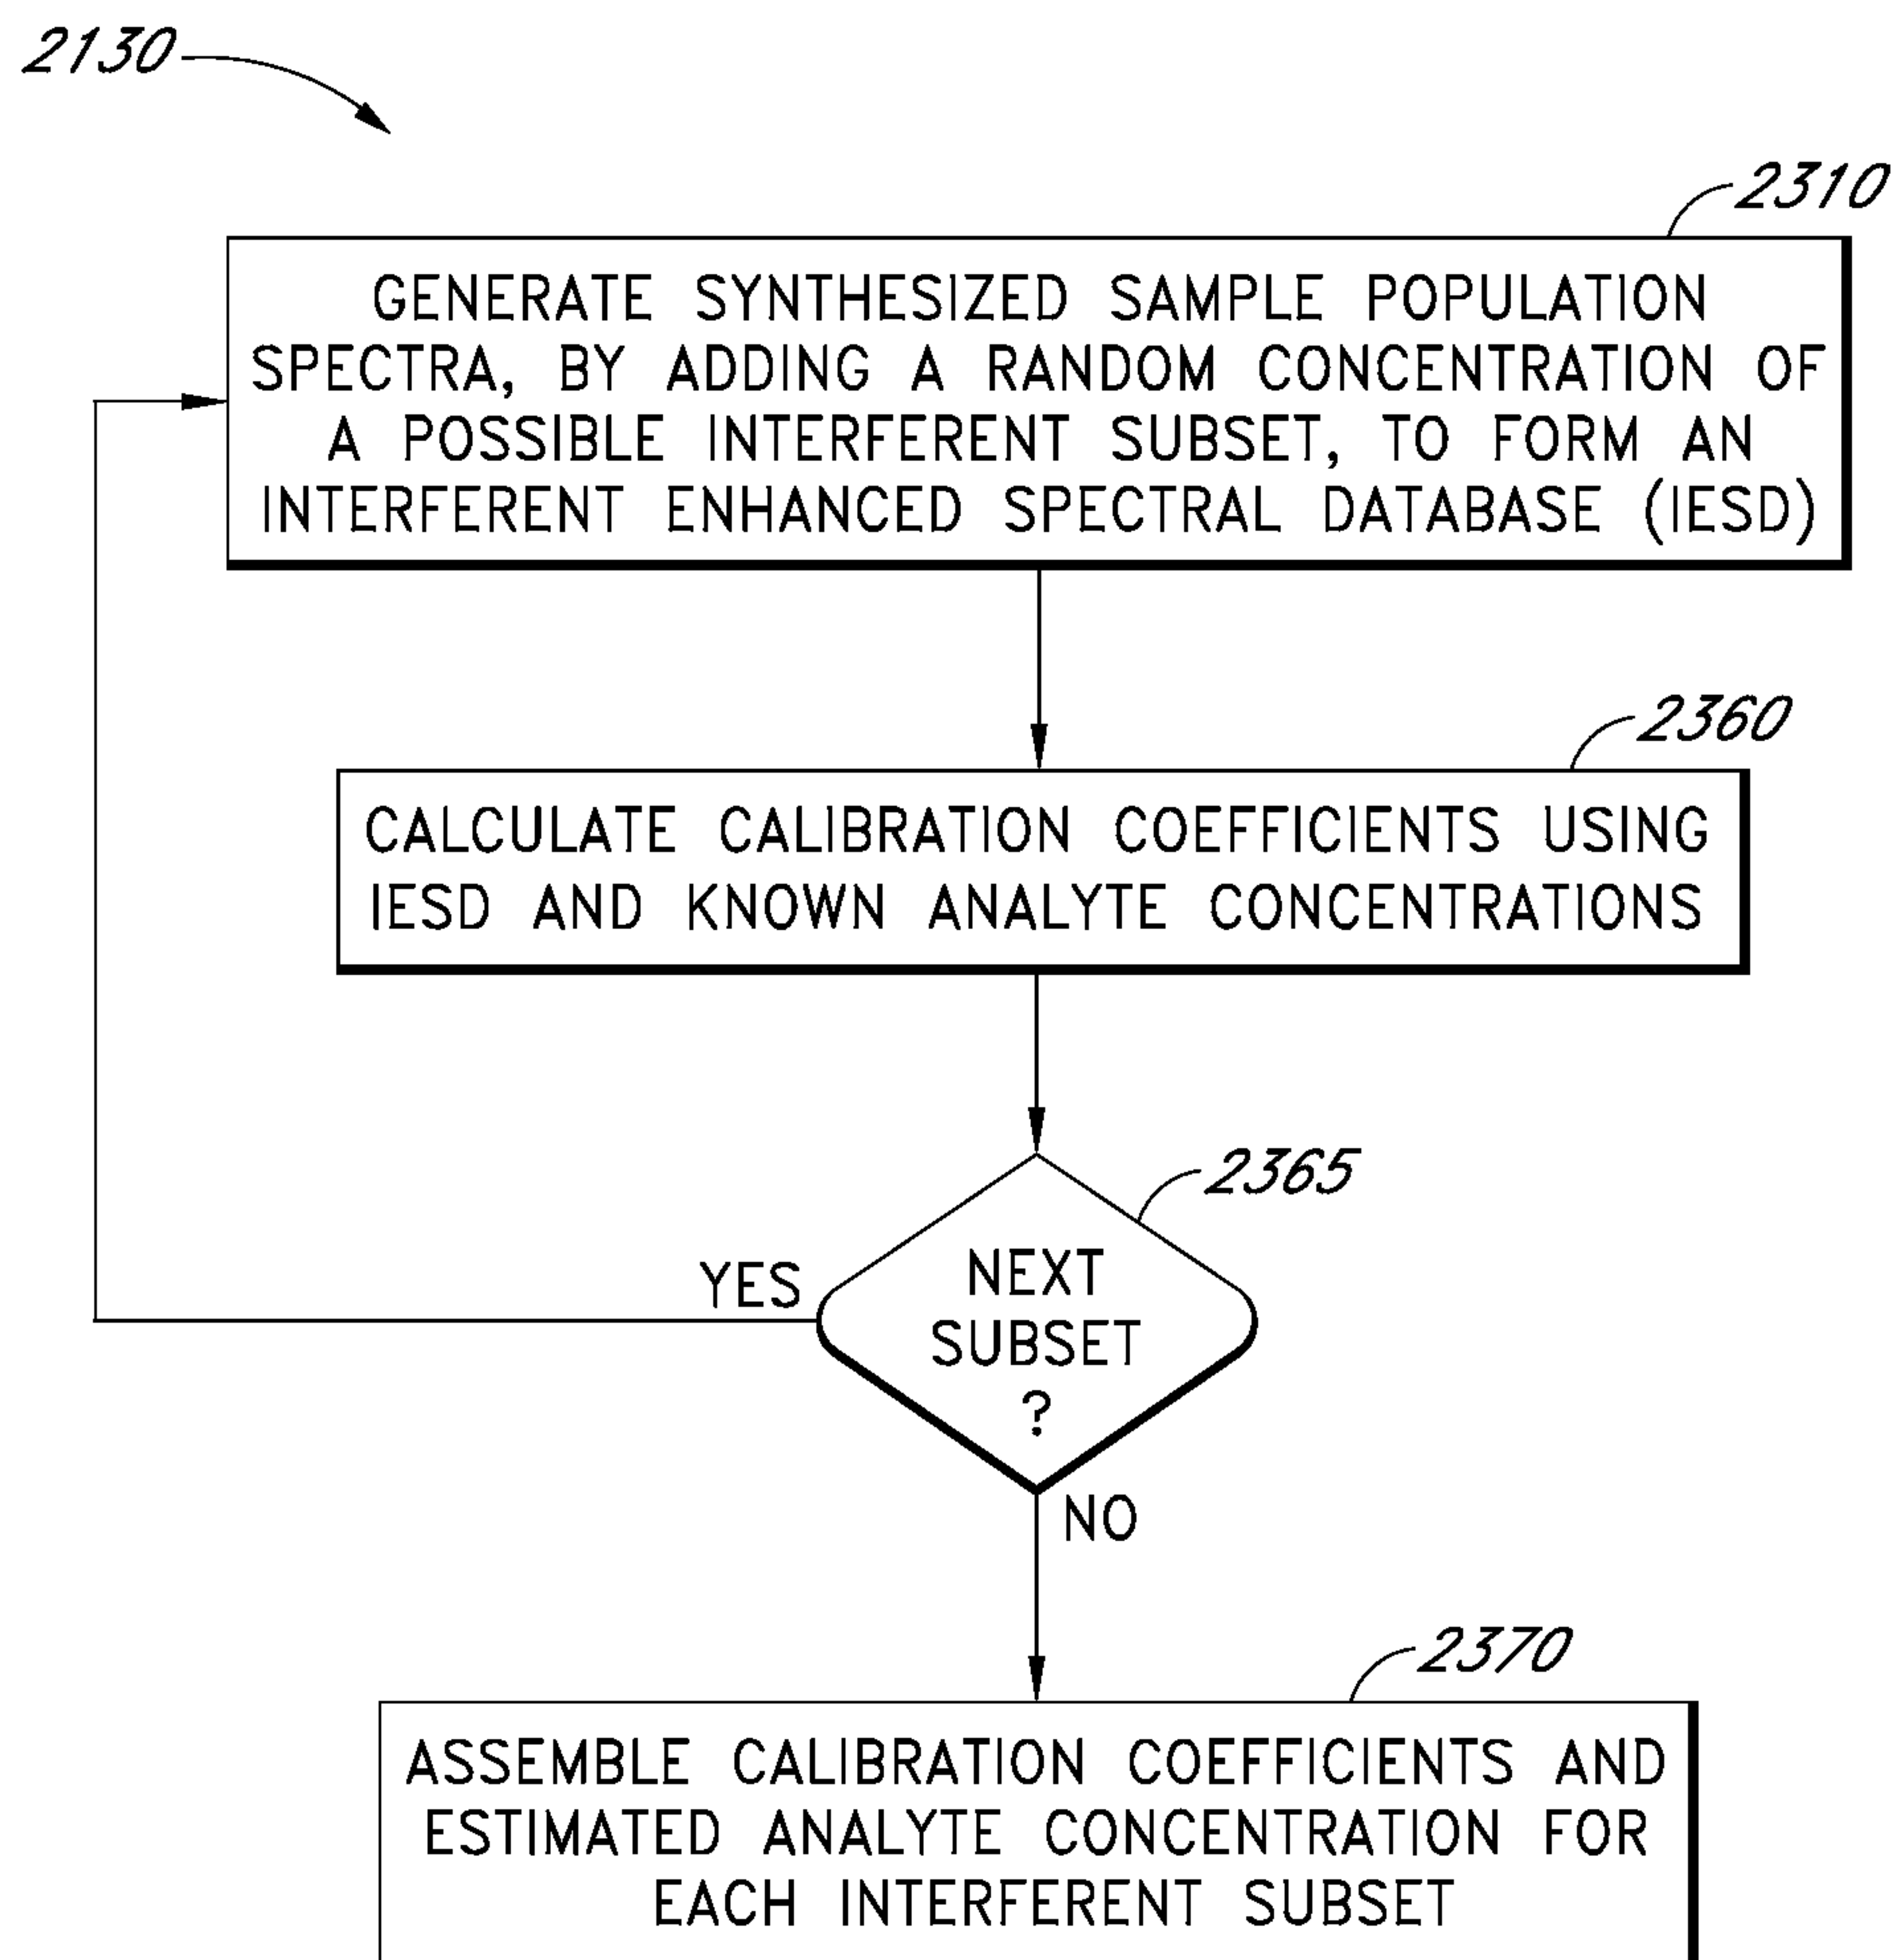 2130
2310
GENERATE SYNTHESIZED SAMPLE POPULATION
SPECTRA, BY ADDING A RANDOM CONCENTRATION OF
A POSSIBLE INTERFERENT SUBSET, TO FORM AN
INTERFERENT ENHANCED SPECTRAL DATABASE (IESD)
2360
CALCULATE CALIBRATION COEFFICIENTS USING
IESD AND KNOWN ANALYTE CONCENTRATIONS
2365
NEXT
SUBSET
?
YES
NO
2370
ASSEMBLE CALIBRATION COEFFICIENTS AND
ESTIMATED ANALYTE CONCENTRATION FOR
EACH INTERFERENT SUBSET